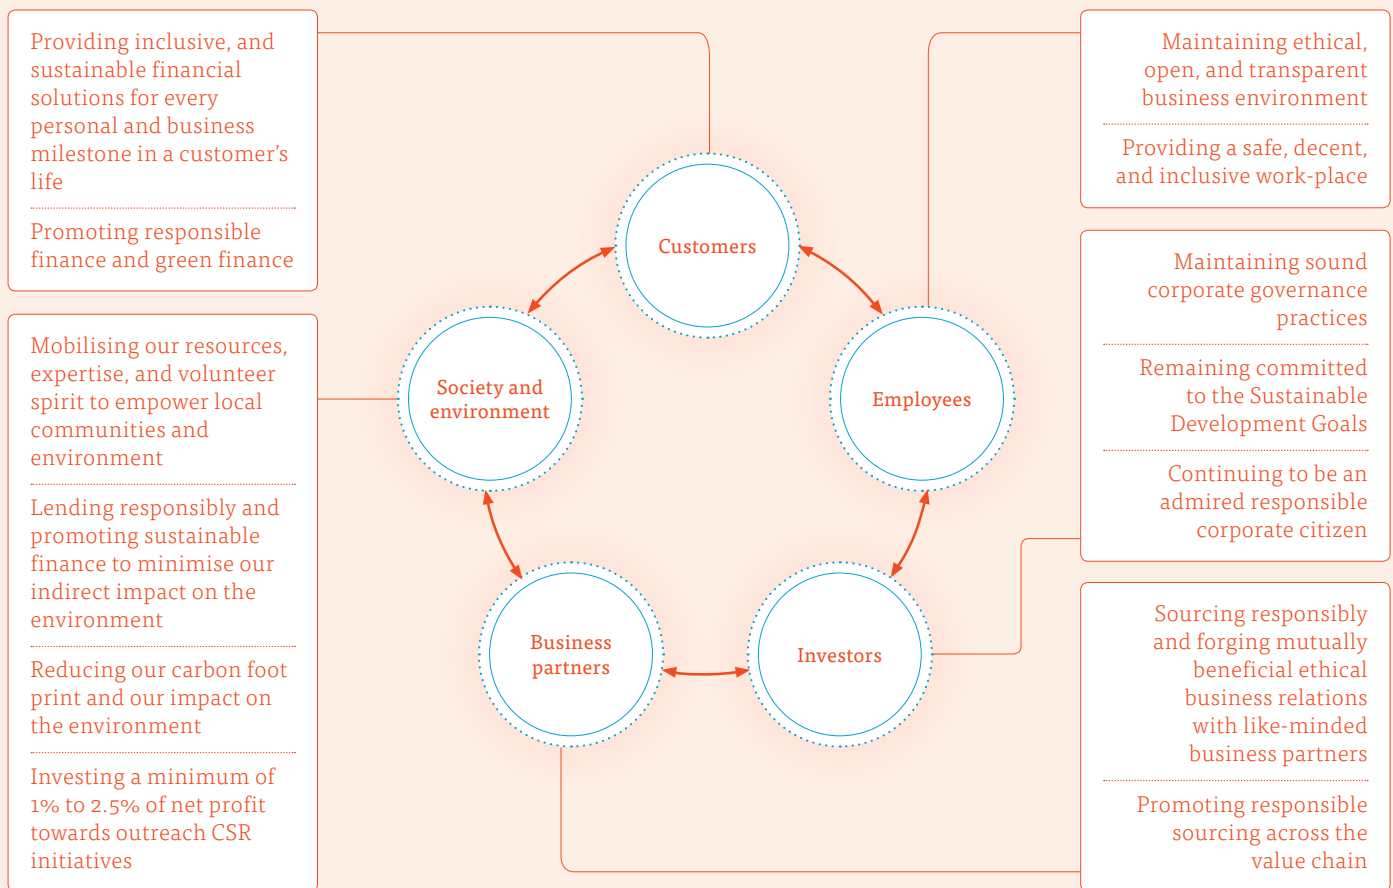 Providing inclusive, and
sustainable financial
solutions for every
personal and business
milestone in a customer's
life
Promoting responsible
finance and green finance
Mobilising our resources,
expertise, and volunteer
spirit to empower local
communities and
environment
Lending responsibly and
promoting sustainable
finance to minimise our
indirect impact on the
environment
Reducing our carbon foot
print and our impact on
the environment
Investing a minimum of
1% to 2.5% of net profit
towards outreach CSR
initiatives
Customers
Society and
environment
Employees
Business
partners
Investors
Maintaining ethical,
open, and transparent
business environment
Providing a safe, decent,
and inclusive work-place
Maintaining sound
corporate governance
practices
Remaining committed
to the Sustainable
Development Goals
Continuing to be an
admired responsible
corporate citizen
Sourcing responsibly
and forging mutually
beneficial ethical
business relations
with like-minded
business partners
Promoting responsible
sourcing across the
value chain